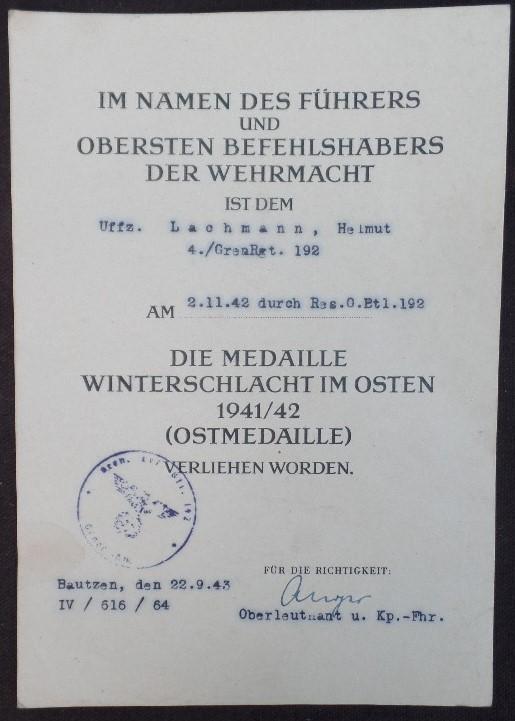 IM NAMEN DES FÜHRERS
UND
OBERSTEN BEFEHLSHABERS
DER WEHRMACHT
IST DEM
Uffz. Lachmann, Helmut
4./GrenRgt. 192
AM 2.11.42 durch Res.G.Btl.192
DIE MEDAILLE
WINTERSCHLACHT IM OSTEN
1941/42
(OSTMEDAILLE)
VERLIEHEN WORDEN.
FÜR DIE RICHTIGKEIT:
Bautzen, den 22.9.43
IV / 616 / 64
Oberleutnant u. Kp.-Fhr.